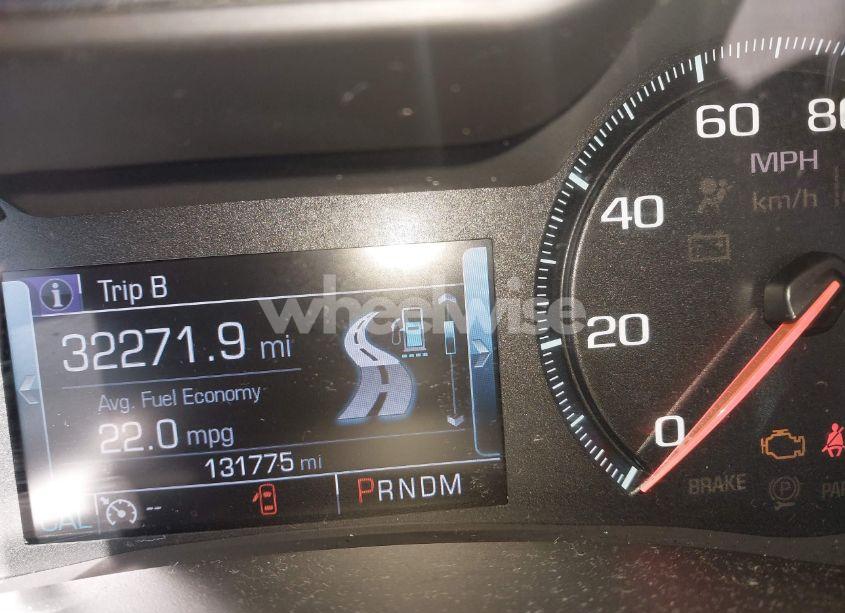 60
80
MPH
km/h
40
20
0
BRAKE
P
i Trip B
32271.9 mi
Avg. Fuel Economy
22.0 mpg
131775 mi
--
PRNDM
wheelwise